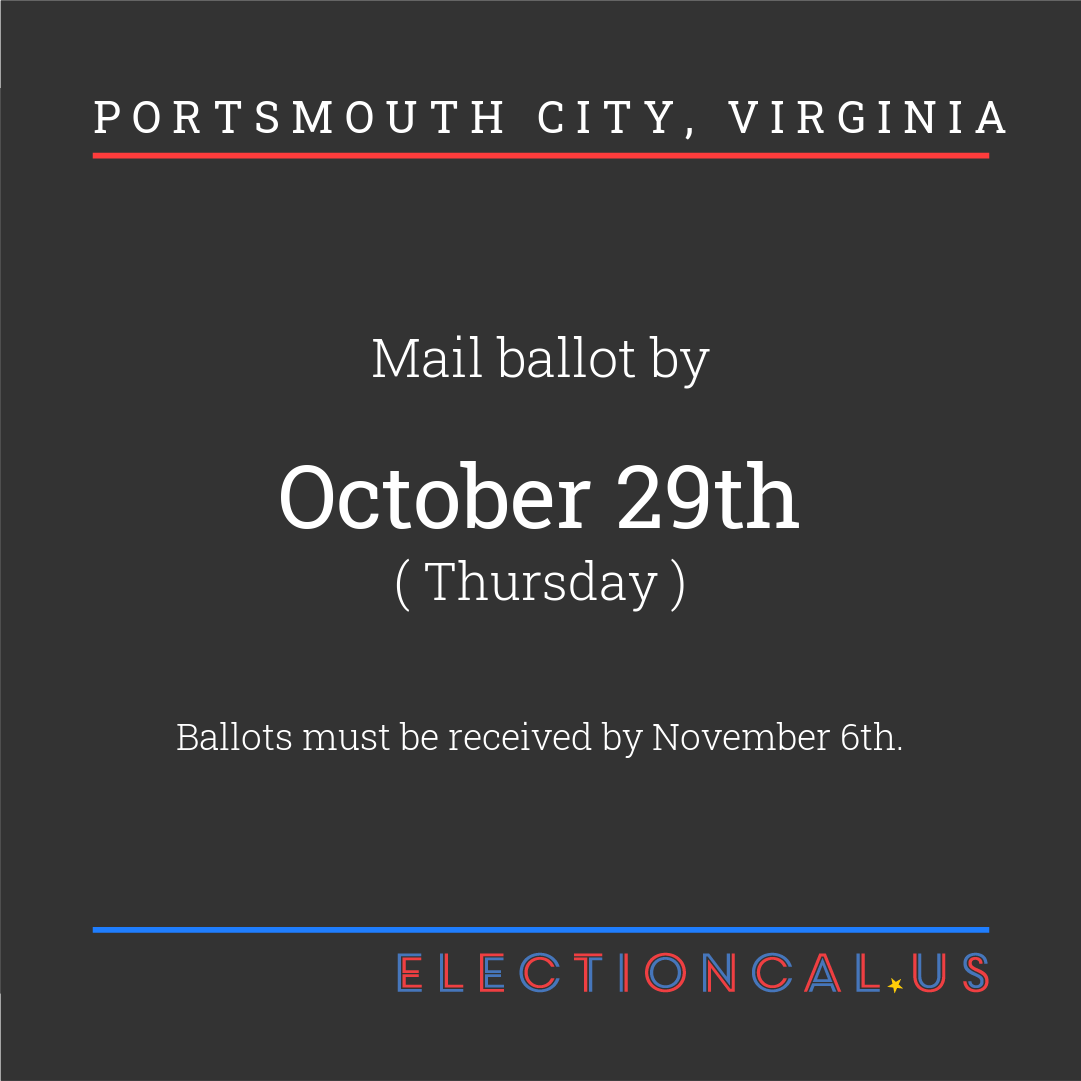 PORTSMOUTH CITY, VIRGINIA
Mail ballot by
October 29th
( Thursday )
Ballots must be received by November 6th.
ELECTIONCAL.US